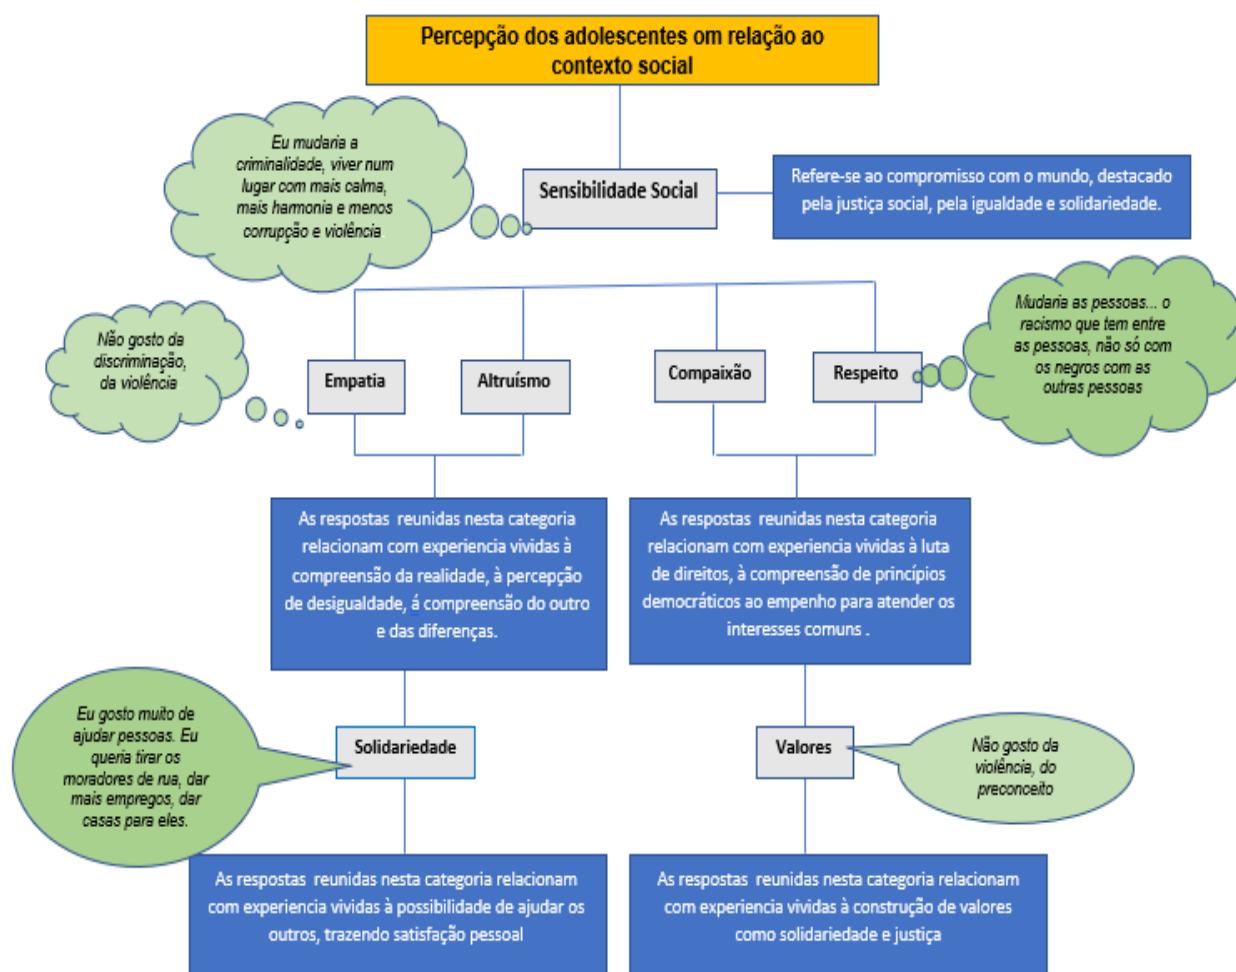 Percepção dos adolescentes om relação ao
contexto social
Eu mudaria a
criminalidade, viver num
lugar com mais calma,
mais harmonia e menos
corrupção e violência
Sensibilidade Social
Refere-se ao compromisso com o mundo, destacado
pela justiça social, pela igualdade e solidariedade.
Não gosto da
discriminação,
da violência
Empatia
Altruísmo
Compaixão
Respeito
Mudaria as pessoas... o
racismo que tem entre
as pessoas, não só com
os negros com as
outras pessoas
As respostas reunidas nesta categoria
relacionam com experiencia vividas à
compreensão da realidade, à percepção
de desigualdade, á compreensão do outro
e das diferenças.
As respostas reunidas nesta categoria
relacionam com experiencia vividas à luta
de direitos, à compreensão de princípios
democráticos ao empenho para atender os
interesses comuns .
Eu gosto muito de
ajudar pessoas. Eu
queria tirar os
moradores de rua, dar
mais empregos, dar
casas para eles.
Solidariedade
Valores
Não gosto da
violência, do
preconceito
As respostas reunidas nesta categoria relacionam
com experiencia vividas à possibilidade de ajudar os
outros, trazendo satisfação pessoal
As respostas reunidas nesta categoria relacionam
com experiencia vividas à construção de valores
como solidariedade e justiça